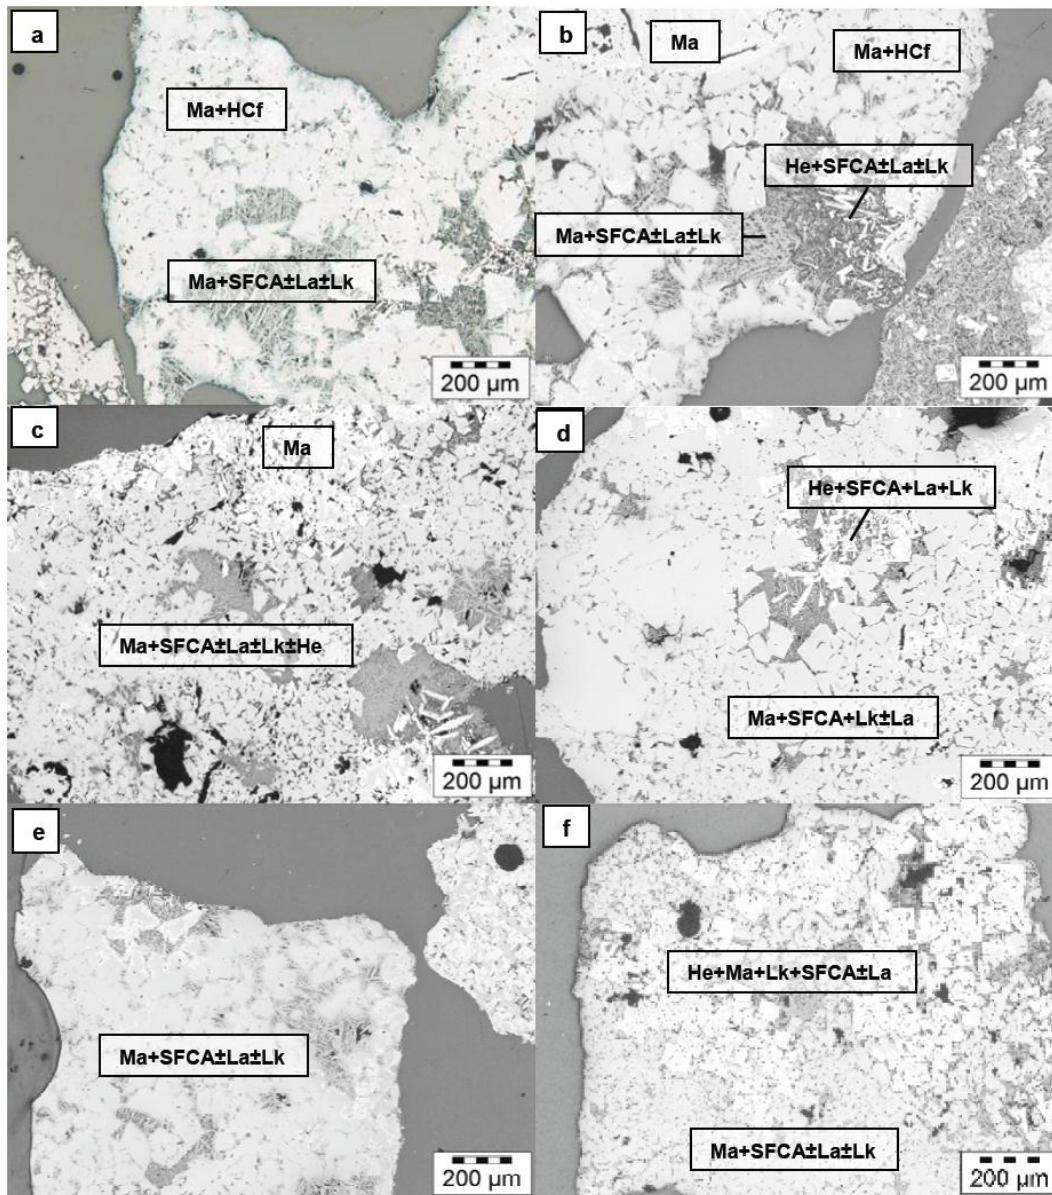 a
Ma+HCf
Ma+SFCA±La±Lk
200 µm
b
Ma
Ma+HCf
He+SFCA±La±Lk
Ma+SFCA±La±Lk
200 µm
c
Ma
Ma+SFCA±La±Lk±He
200 µm
d
He+SFCA+La+Lk
Ma+SFCA+Lk±La
200 µm
e
Ma+SFCA±La±Lk
200 µm
f
He+Ma+Lk+SFCA±La
Ma+SFCA±La±Lk
200 µm